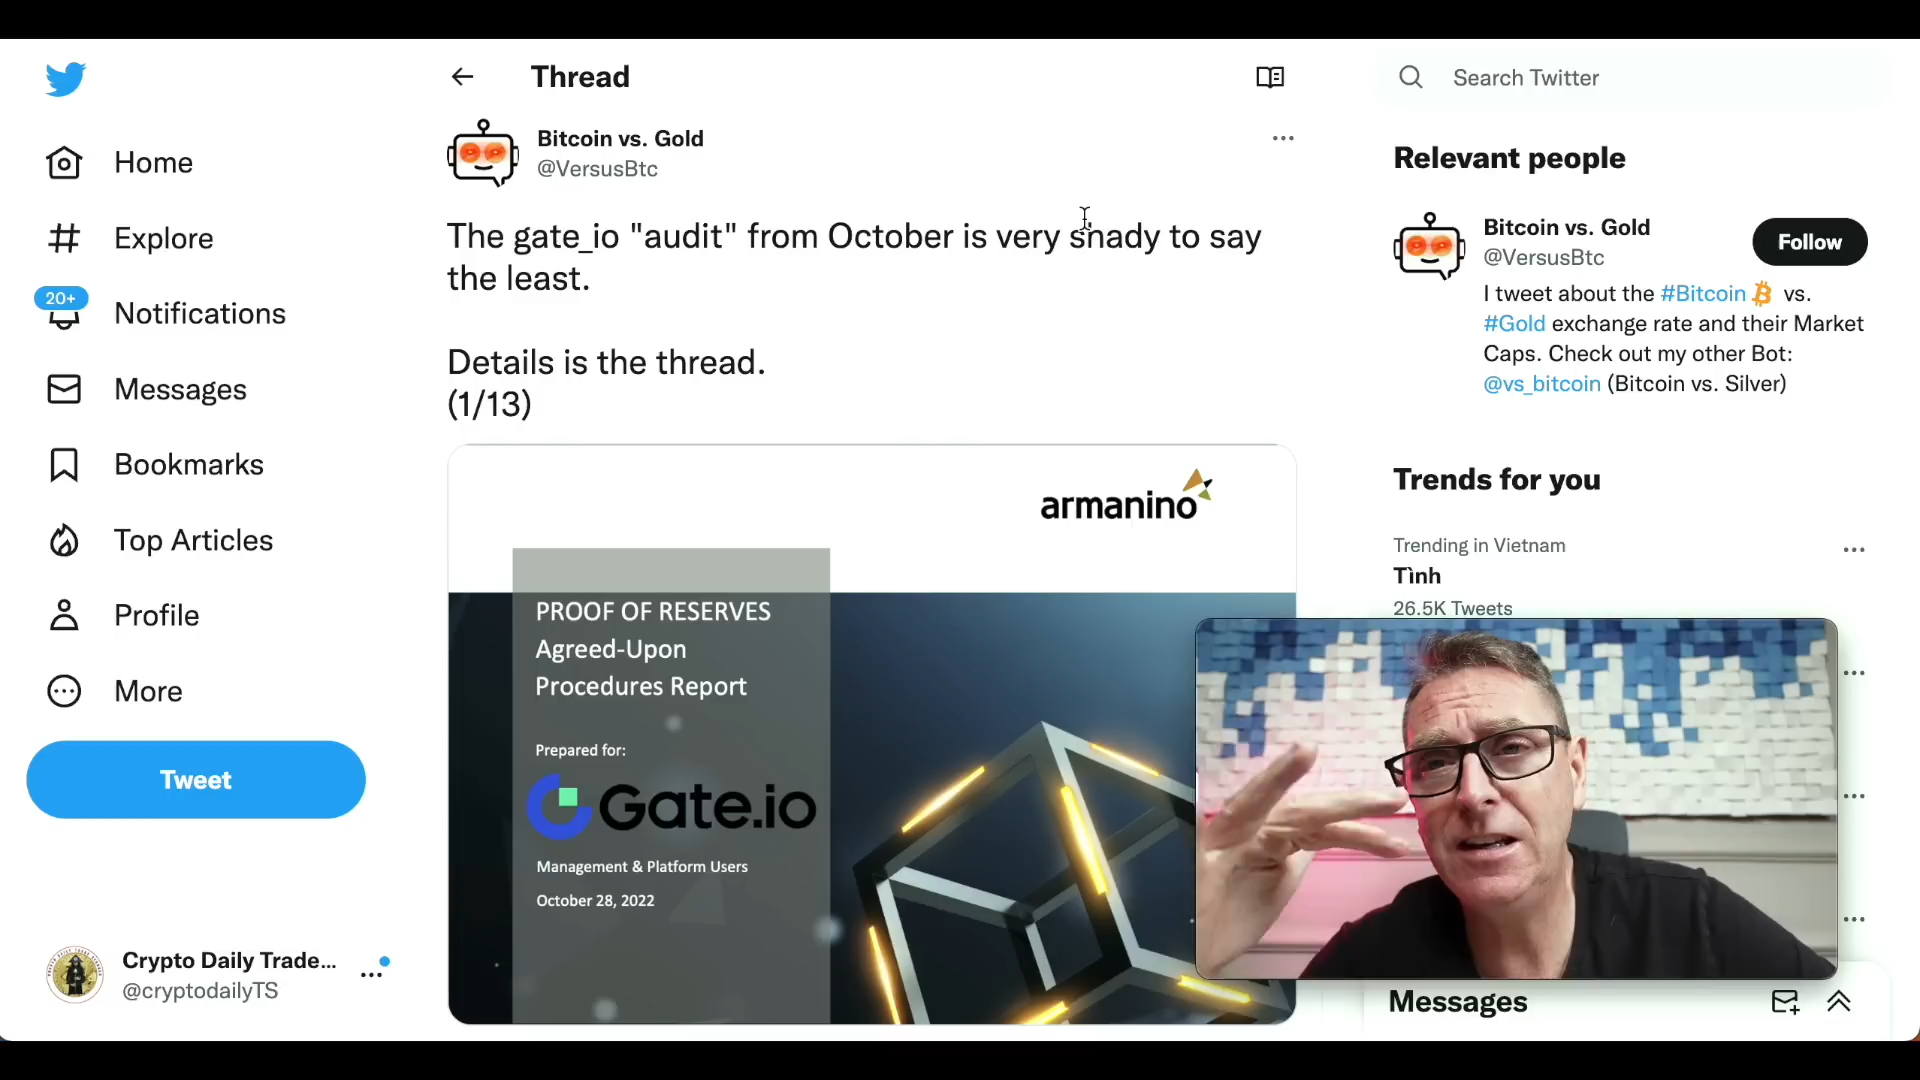 Home
Explore
20+
Notifications
Messages
Bookmarks
Top Articles
Profile
More
Tweet
Crypto Daily Trade...
@cryptodailyTS
Thread
Bitcoin vs. Gold
@VersusBtc
The gate_io "audit" from October is very shady to say
the least.
Details is the thread.
(1/13)
armanino
PROOF OF RESERVES
Agreed-Upon
Procedures Report
Prepared for:
Gate.io
Management & Platform Users
October 28, 2022
Search Twitter
Relevant people
Bitcoin vs. Gold
@VersusBtc
Follow
I tweet about the #Bitcoin vs.
#Gold exchange rate and their Market
Caps. Check out my other Bot:
@vs_bitcoin (Bitcoin vs. Silver)
Trends for you
Trending in Vietnam
Tình
26.5K Tweets
Messages